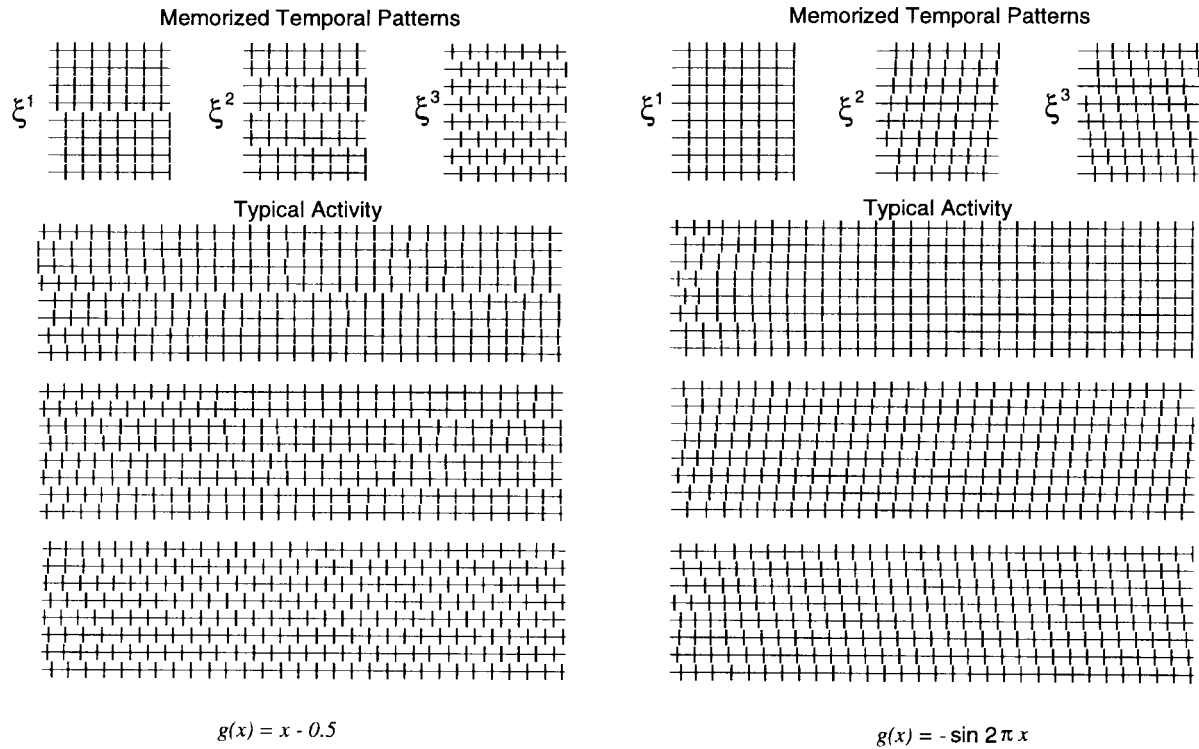 Memorized Temporal Patterns
ξ1
ξ2
ξ3
Typical Activity
g(x) = x - 0.5
Memorized Temporal Patterns
ξ1
ξ2
ξ3
Typical Activity
g(x) = - sin 2 π x